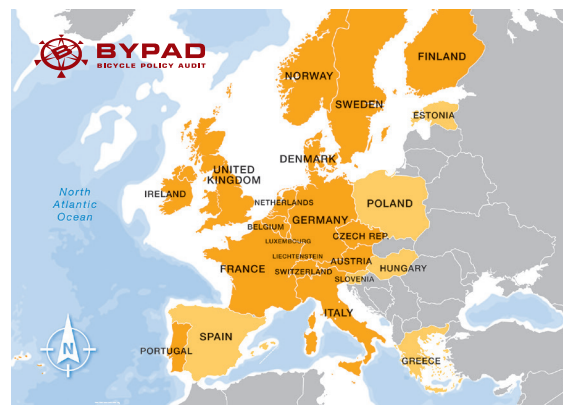 BYPAD
BICYCLE POLICY AUDIT
FINLAND
NORWAY
SWEDEN
ESTONIA
DENMARK
UNITED
KINGDOM
IRELAND
North
Atlantic
Ocean
NETHERLANDS
POLAND
GERMANY
BELGIUM
CZECH REP.
LUXEMBOURG
LIECHTENSTEIN
AUSTRIA
FRANCE
SWITZERLAND
HUNGARY
SLOVENIA
ITALY
SPAIN
PORTUGAL
GREECE
N